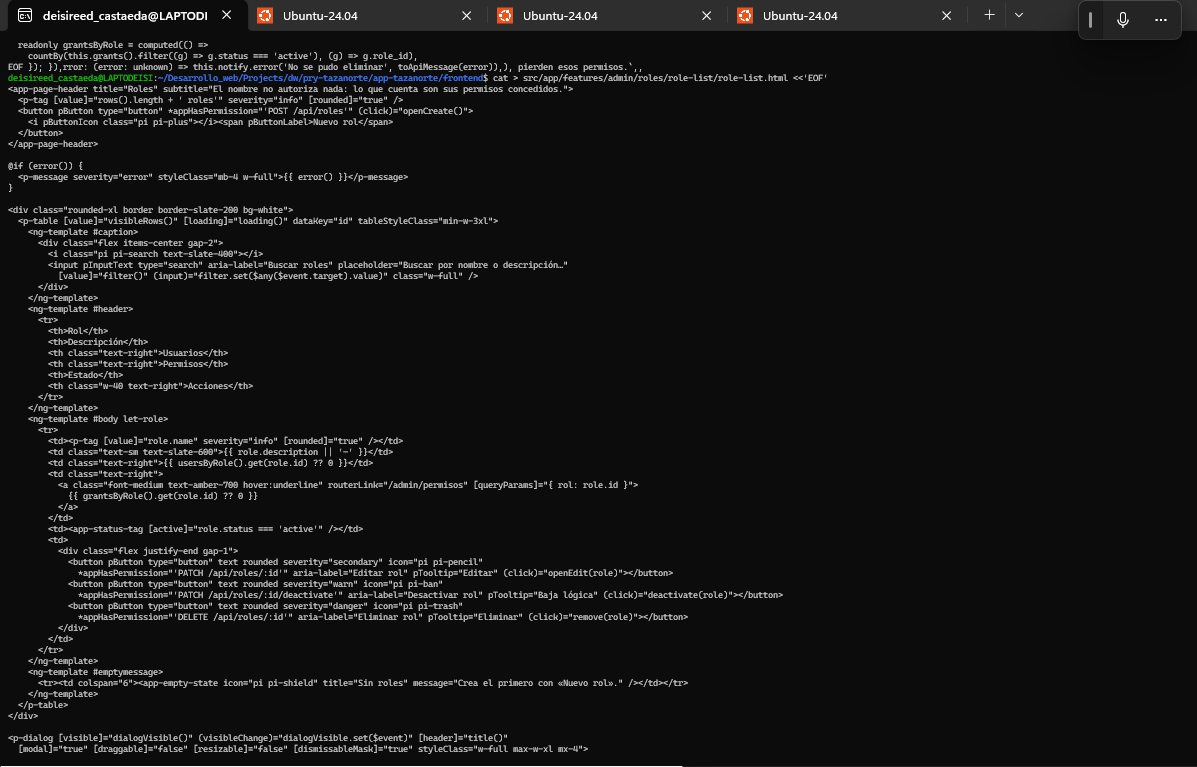 deisireed_castaeda@LAPTODI
Ubuntu-24.04
Ubuntu-24.04
Ubuntu-24.04
  readonly grantsByRole = computed(() =>
    countBy(this.grants().filter((g) => g.status === 'active'), (g) => g.role_id),
EOF }); }),rror: (error: unknown) => this.notify.error('No se pudo eliminar', toApiMessage(error)),), pierden esos permisos.`,,
deisireed_castaeda@LAPTODEISI:~/Desarrollo_web/Projects/dw/pry-tazanorte/app-tazanorte/frontend$ cat > src/app/features/admin/roles/role-list/role-list.html <<'EOF'
<app-page-header title="Roles" subtitle="El nombre no autoriza nada: lo que cuenta son sus permisos concedidos.">
  <p-tag [value]="rows().length + ' roles'" severity="info" [rounded]="true" />
  <button pButton type="button" *appHasPermission="'POST /api/roles'" (click)="openCreate()">
    <i pButtonIcon class="pi pi-plus"></i><span pButtonLabel>Nuevo rol</span>
  </button>
</app-page-header>
@if (error()) {
  <p-message severity="error" styleClass="mb-4 w-full">{{ error() }}</p-message>
}
<div class="rounded-xl border border-slate-200 bg-white">
  <p-table [value]="visibleRows()" [loading]="loading()" dataKey="id" tableStyleClass="min-w-3xl">
    <ng-template #caption>
      <div class="flex items-center gap-2">
        <i class="pi pi-search text-slate-400"></i>
        <input pInputText type="search" aria-label="Buscar roles" placeholder="Buscar por nombre o descripción…"
          [value]="filter()" (input)="filter.set($any($event.target).value)" class="w-full" />
      </div>
    </ng-template>
    <ng-template #header>
      <tr>
        <th>Rol</th>
        <th>Descripción</th>
        <th class="text-right">Usuarios</th>
        <th class="text-right">Permisos</th>
        <th>Estado</th>
        <th class="w-40 text-right">Acciones</th>
      </tr>
    </ng-template>
    <ng-template #body let-role>
      <tr>
        <td><p-tag [value]="role.name" severity="info" [rounded]="true" /></td>
        <td class="text-sm text-slate-600">{{ role.description || '—' }}</td>
        <td class="text-right">{{ usersByRole().get(role.id) ?? 0 }}</td>
        <td class="text-right">
          <a class="font-medium text-amber-700 hover:underline" routerLink="/admin/permisos" [queryParams]="{ rol: role.id }">
            {{ grantsByRole().get(role.id) ?? 0 }}
          </a>
        </td>
        <td><app-status-tag [active]="role.status === 'active'" /></td>
        <td>
          <div class="flex justify-end gap-1">
            <button pButton type="button" text rounded severity="secondary" icon="pi pi-pencil"
              *appHasPermission="'PATCH /api/roles/:id'" aria-label="Editar rol" pTooltip="Editar" (click)="openEdit(role)"></button>
            <button pButton type="button" text rounded severity="warn" icon="pi pi-ban"
              *appHasPermission="'PATCH /api/roles/:id/deactivate'" aria-label="Desactivar rol" pTooltip="Baja lógica" (click)="deactivate(role)"></button>
            <button pButton type="button" text rounded severity="danger" icon="pi pi-trash"
              *appHasPermission="'DELETE /api/roles/:id'" aria-label="Eliminar rol" pTooltip="Eliminar" (click)="remove(role)"></button>
          </div>
        </td>
      </tr>
    </ng-template>
    <ng-template #emptymessage>
      <tr><td colspan="6"><app-empty-state icon="pi pi-shield" title="Sin roles" message="Crea el primero con «Nuevo rol»." /></td></tr>
    </ng-template>
  </p-table>
</div>
<p-dialog [visible]="dialogVisible()" (visibleChange)="dialogVisible.set($event)" [header]="title()"
  [modal]="true" [draggable]="false" [resizable]="false" [dismissableMask]="true" styleClass="w-full max-w-xl mx-4">